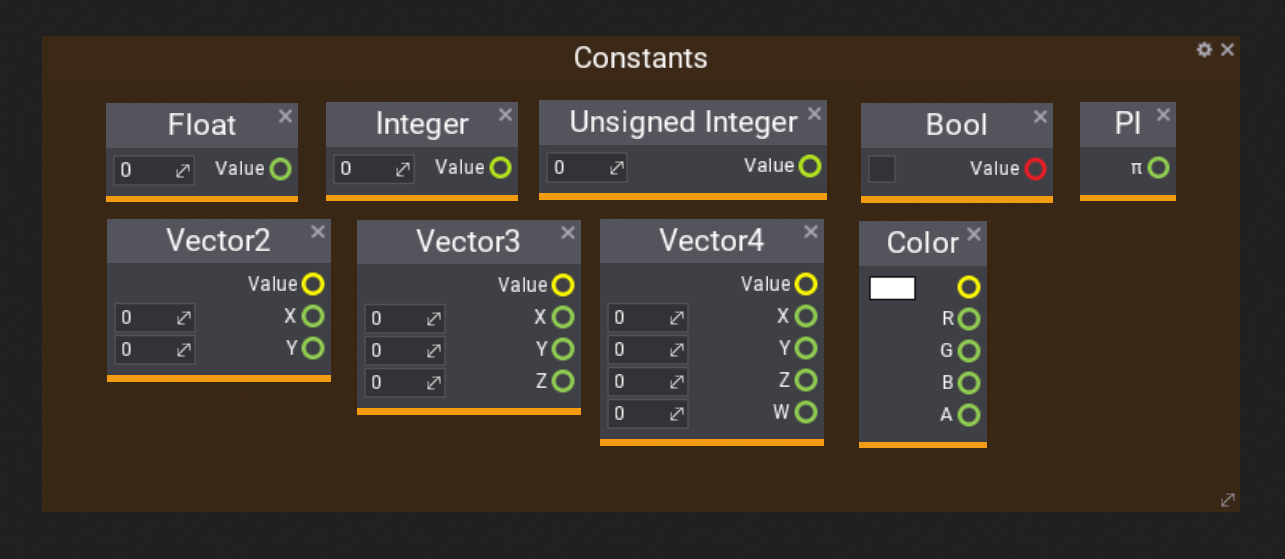 Constants
Float
0 Value
Integer
0 Value
Unsigned Integer
0 Value
Bool
Value
PI
π
Vector2
Value
0 X
0 Y
Vector3
Value
0 X
0 Y
0 Z
Vector4
Value
0 X
0 Y
0 Z
0 W
Color
R
G
B
A